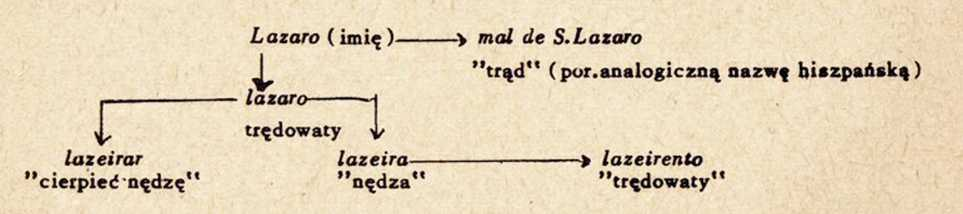 Lazaro (imię) mal de S.Lazaro
"trąd" (por.analogiczną nazwę hiszpańską)
lazaro
trędowaty
lazeirar lazeira lazeirento
"cierpieć nędzę" "nędza" "trędowaty"